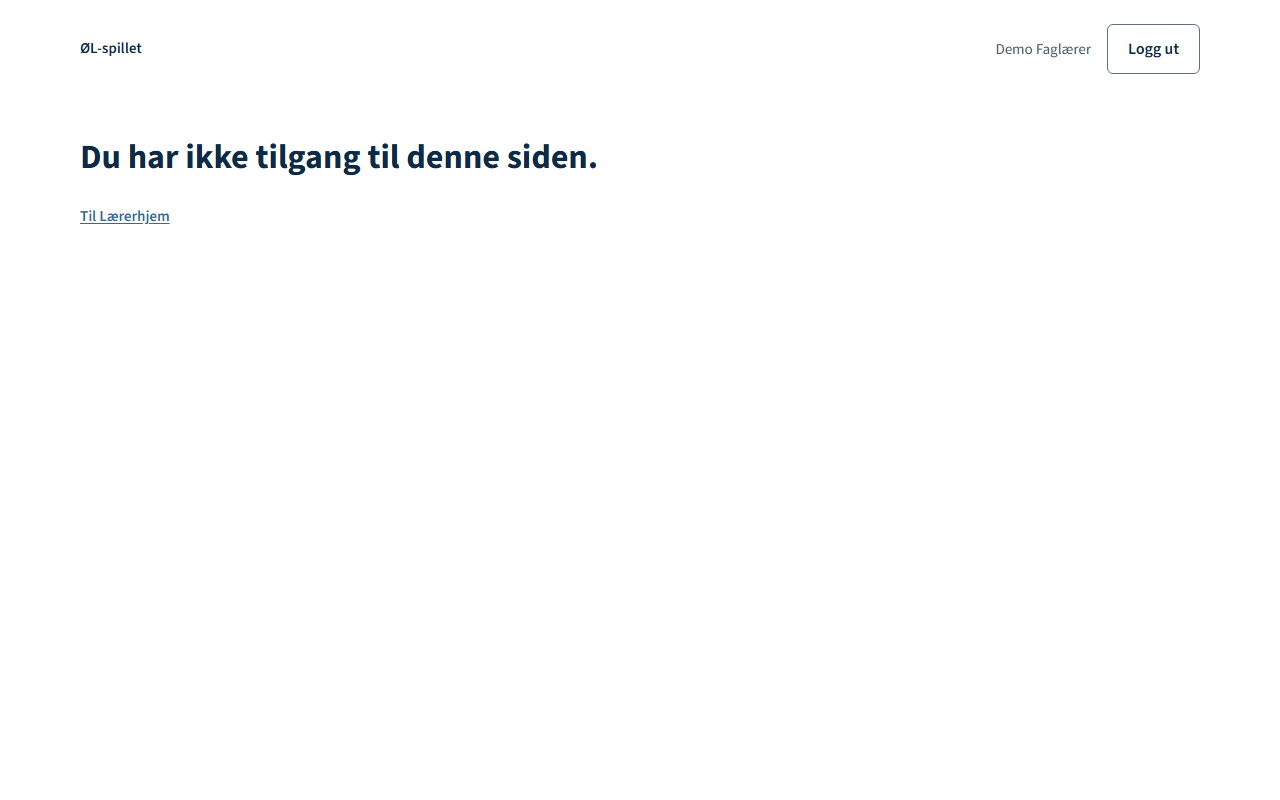 ØL-spillet
Demo Faglærer
Logg ut
Du har ikke tilgang til denne siden.
Til Lærerhjem